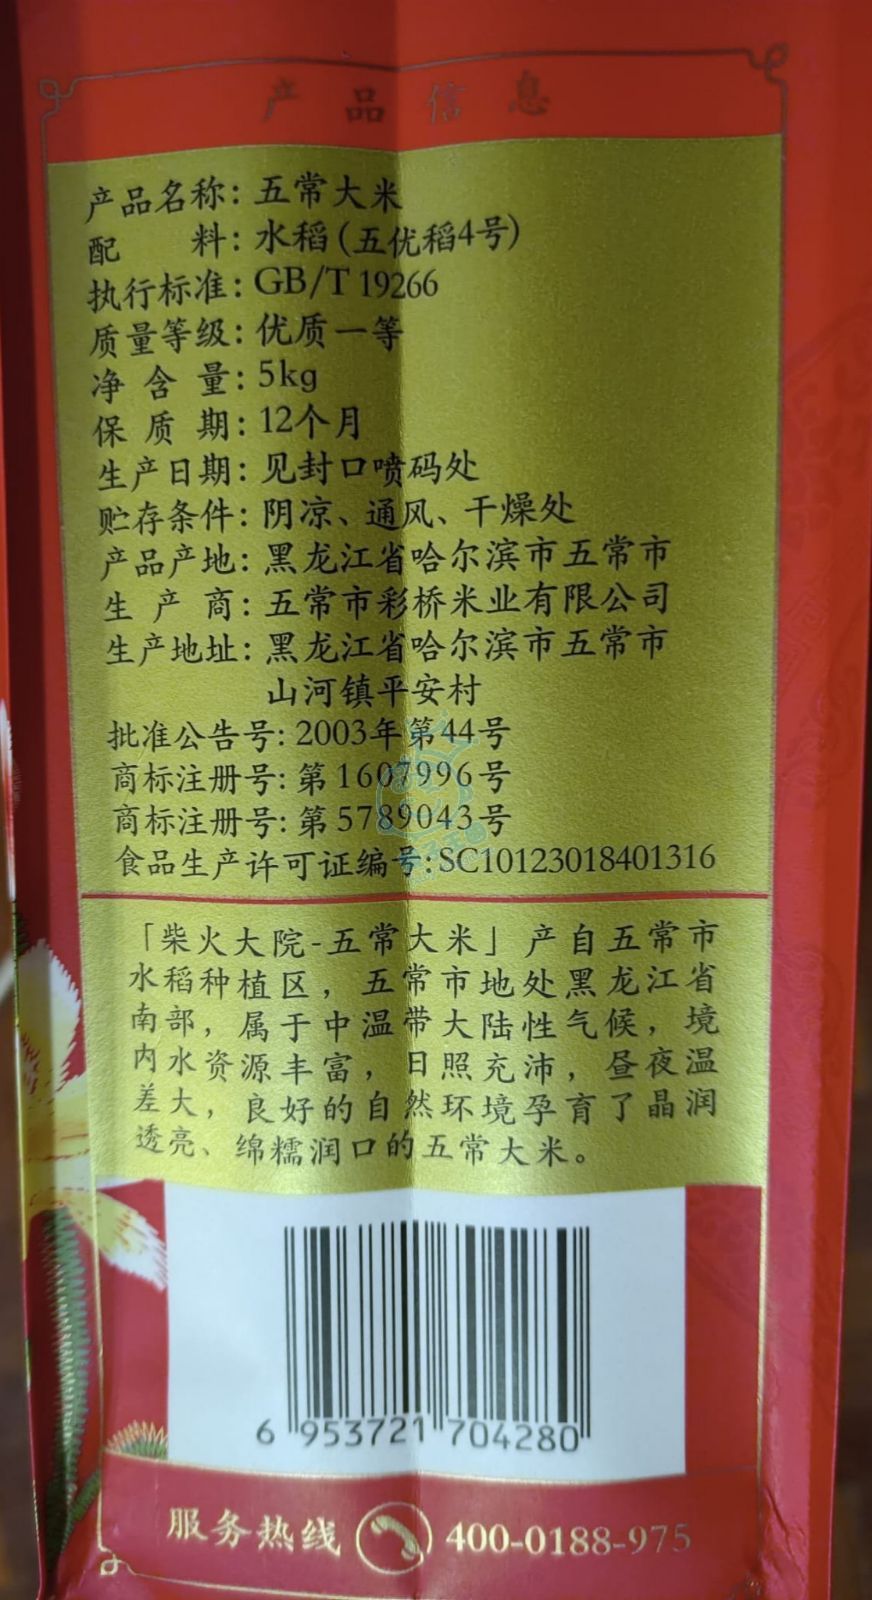 产品信息
产品名称：五常大米
配料：水稻(五优稻4号)
执行标准：GB/T 19266
质量等级：优质一等
净含量：5kg
保质期：12个月
生产日期：见封口喷码处
贮存条件：阴凉、通风、干燥处
产品产地：黑龙江省哈尔滨市五常市
生产商：五常市彩桥米业有限公司
生产地址：黑龙江省哈尔滨市五常市
山河镇平安村
批准公告号：2003年第44号
商标注册号：第1607996号
商标注册号：第5789043号
食品生产许可证编号：SC10123018401316
「柴火大院-五常大米」产自五常市
水稻种植区，五常市地处黑龙江省
南部，属于中温带大陆性气候，境
内水资源丰富，日照充沛，昼夜温
差大，良好的自然环境孕育了晶润
透亮、绵糯润口的五常大米。
6 953721 704280
服务热线 400-0188-975